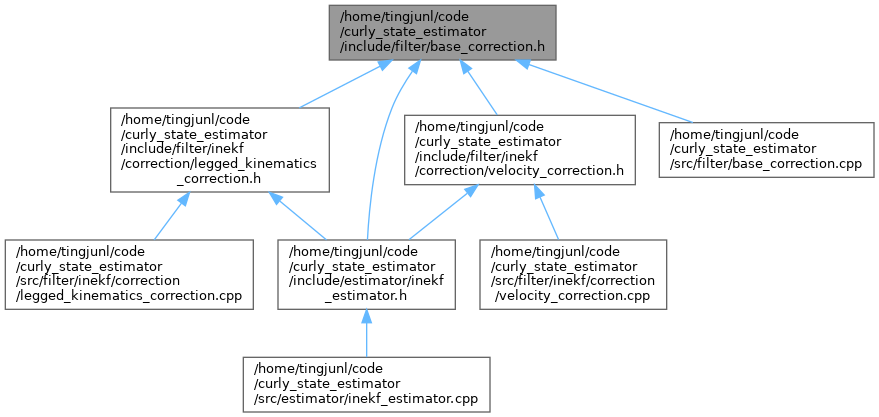 /home/tingjunl/code
/curly_state_estimator
/include/filter/base_correction.h
/home/tingjunl/code
/curly_state_estimator
/include/filter/inekf
/correction/legged_kinematics
_correction.h
/home/tingjunl/code
/curly_state_estimator
/include/filter/inekf
/correction/velocity_correction.h
/home/tingjunl/code
/curly_state_estimator
/src/filter/base_correction.cpp
/home/tingjunl/code
/curly_state_estimator
/src/filter/inekf/correction
/legged_kinematics_correction.cpp
/home/tingjunl/code
/curly_state_estimator
/include/estimator/inekf
_estimator.h
/home/tingjunl/code
/curly_state_estimator
/src/filter/inekf/correction
/velocity_correction.cpp
/home/tingjunl/code
/curly_state_estimator
/src/estimator/inekf_estimator.cpp